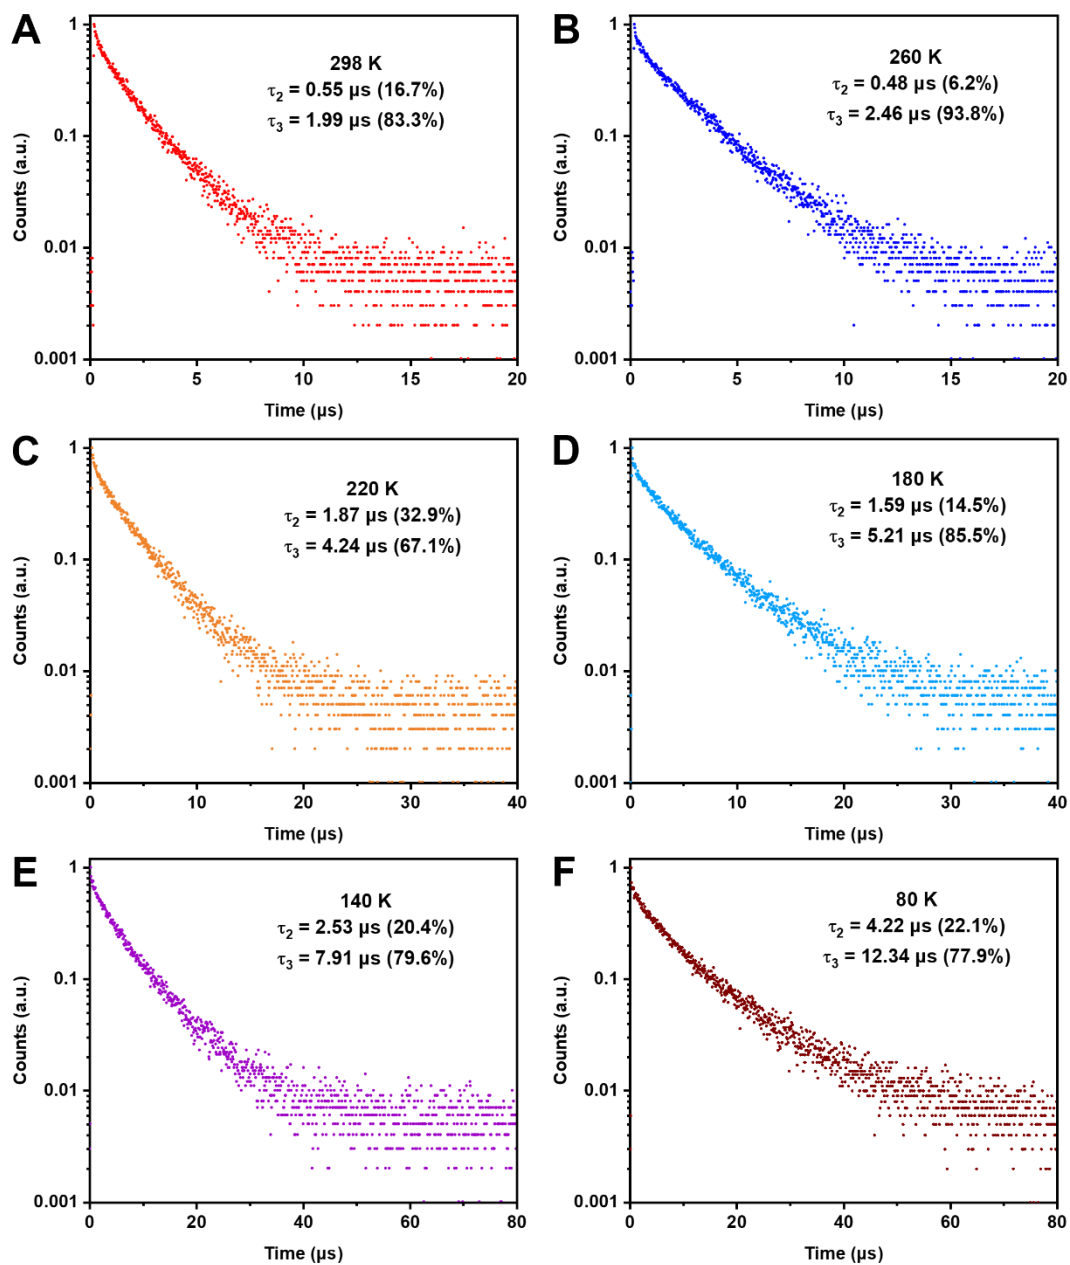 A
298 K
τ2 = 0.55 µs (16.7%)
τ3 = 1.99 µs (83.3%)
Counts (a.u.)
1
0.1
0.01
0.001
0 5 10 15 20
Time (µs)
B
260 K
τ2 = 0.48 µs (6.2%)
τ3 = 2.46 µs (93.8%)
Counts (a.u.)
1
0.1
0.01
0.001
0 5 10 15 20
Time (µs)
C
220 K
τ2 = 1.87 µs (32.9%)
τ3 = 4.24 µs (67.1%)
Counts (a.u.)
1
0.1
0.01
0.001
0 10 20 30 40
Time (µs)
D
180 K
τ2 = 1.59 µs (14.5%)
τ3 = 5.21 µs (85.5%)
Counts (a.u.)
1
0.1
0.01
0.001
0 10 20 30 40
Time (µs)
E
140 K
τ2 = 2.53 µs (20.4%)
τ3 = 7.91 µs (79.6%)
Counts (a.u.)
1
0.1
0.01
0.001
0 20 40 60 80
Time (µs)
F
80 K
τ2 = 4.22 µs (22.1%)
τ3 = 12.34 µs (77.9%)
Counts (a.u.)
1
0.1
0.01
0.001
0 20 40 60 80
Time (µs)